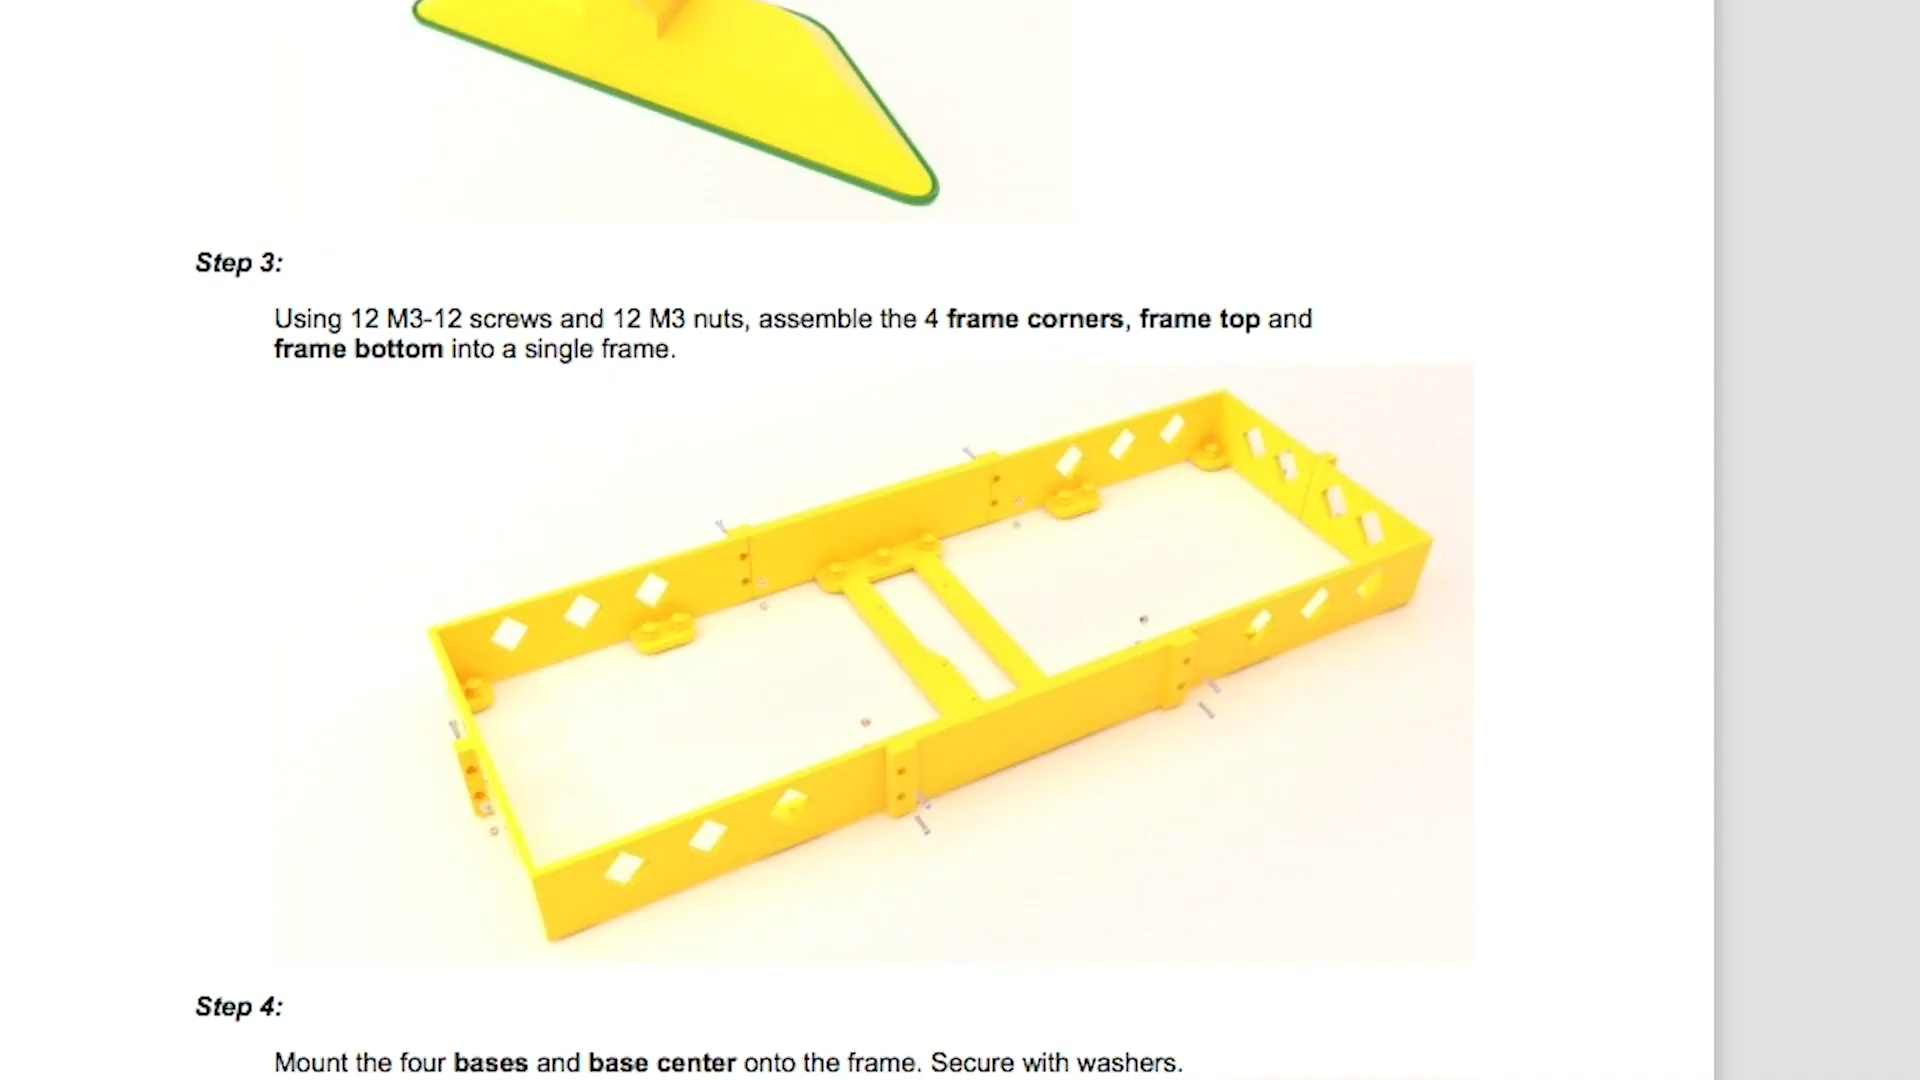 Step 3:
Using 12 M3-12 screws and 12 M3 nuts, assemble the 4 frame corners, frame top and
frame bottom into a single frame.
Step 4:
Mount the four bases and base center onto the frame. Secure with washers.